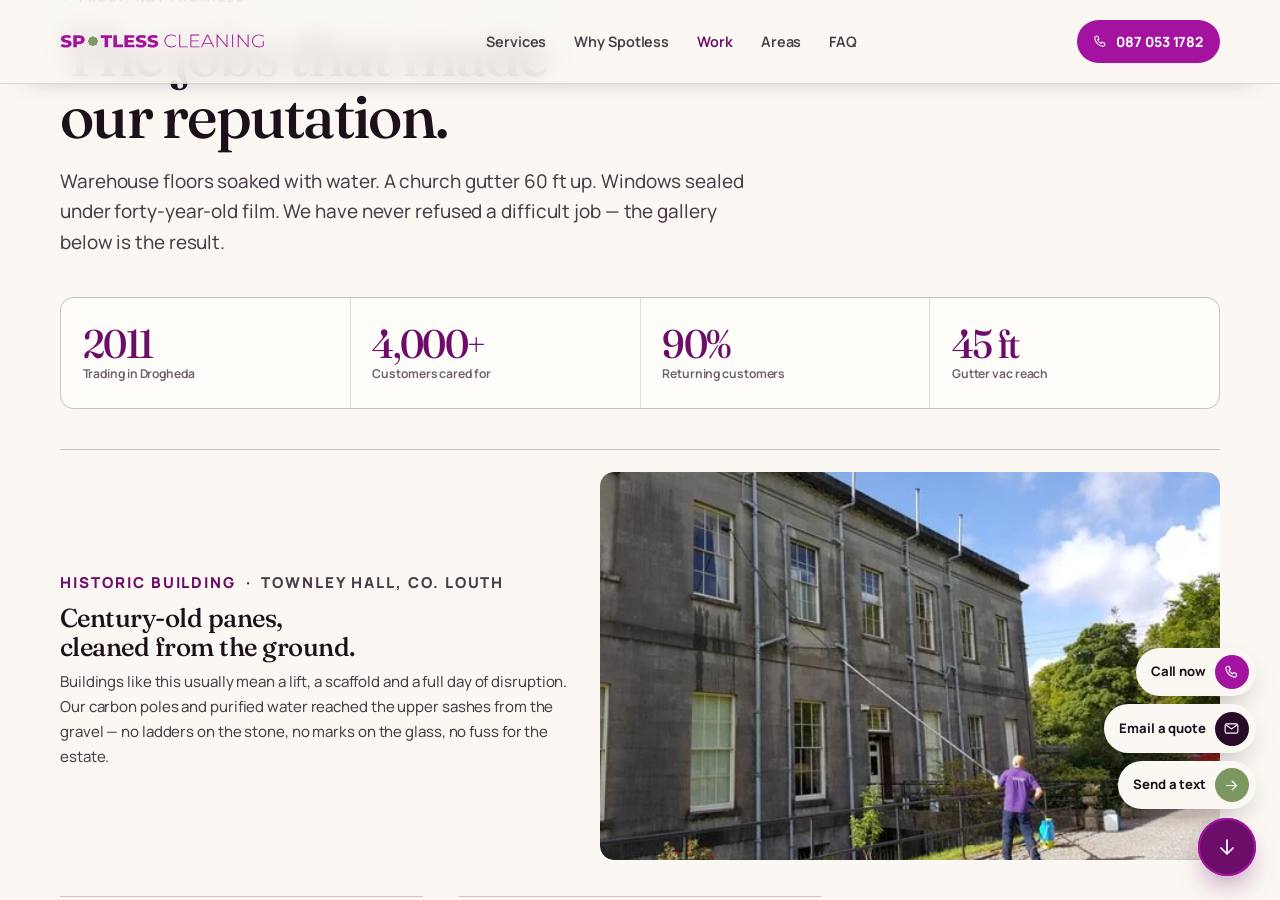 SPOTLESS CLEANING
Services
Why Spotless
Work
Areas
FAQ
087 053 1782
The jobs that made
our reputation.
Warehouse floors soaked with water. A church gutter 60 ft up. Windows sealed
under forty-year-old film. We have never refused a difficult job — the gallery
below is the result.
2011
Trading in Drogheda
4,000+
Customers cared for
90%
Returning customers
45 ft
Gutter vac reach
HISTORIC BUILDING · TOWNLEY HALL, CO. LOUTH
Century-old panes,
cleaned from the ground.
Buildings like this usually mean a lift, a scaffold and a full day of disruption.
Our carbon poles and purified water reached the upper sashes from the
gravel — no ladders on the stone, no marks on the glass, no fuss for the
estate.
Call now
Email a quote
Send a text